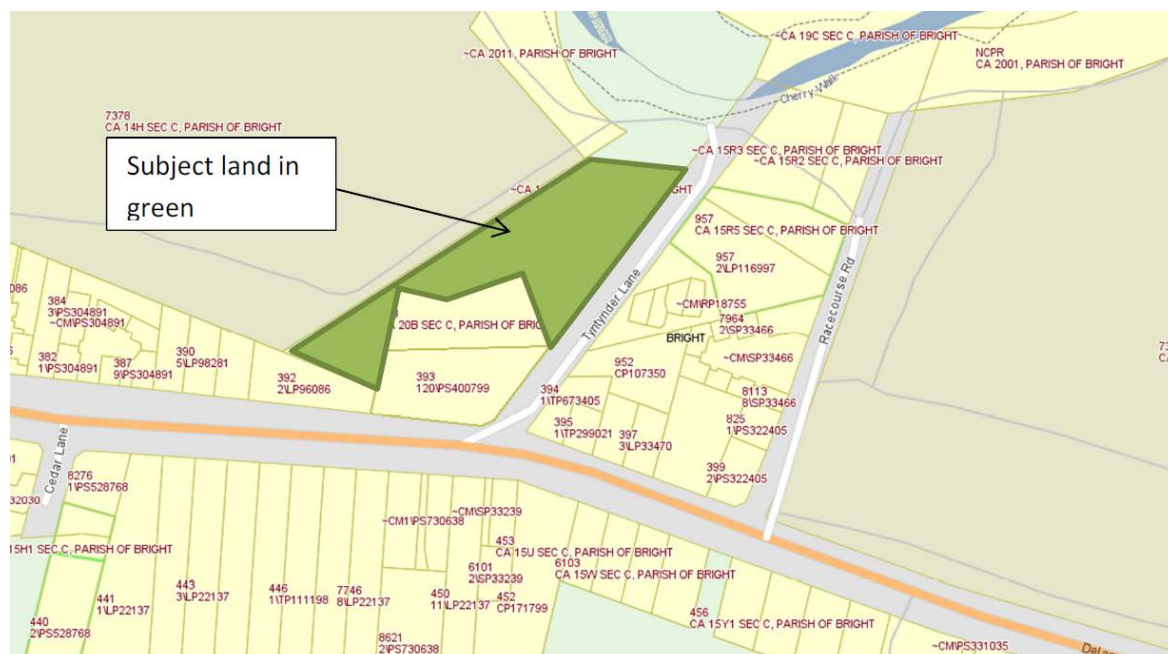 ~CA 19C SEC C, PARISH OF BRIGHT
~CA 2011, PARISH OF BRIGHT
NCPR
CA 2001, PARISH OF BRIGHT
Cherry Walk
7378
CA 14H SEC C, PARISH OF BRIGHT
Subject land in
green
~CA 15R3 SEC C, PARISH OF BRIGHT
~CA 15R2 SEC C, PARISH OF BRIGHT
957
CA 15R5 SEC C, PARISH OF BRIGHT
957
2\LP116997
Tyntynder Lane
Racecourse Rd
~CM\RP18755
7964
2\SP33466
BRIGHT
~CM\SP33466
20B SEC C, PARISH OF
384
3\PS304891
~CM\PS304891
382
1\PS304891
387
9\PS304891
390
5\LP98281
392
2\LP96086
393
120\PS400799
952
CP107350
394
1\TP673405
395
1\TP299021
397
3\LP33470
8113
8\SP33466
825
1\PS322405
399
2\PS322405
Cedar Lane
8276
1\PS528768
15H1 SEC C, PARISH OF BRIGHT
~CM1\PS730638
~CM\SP33239
453
CA 15U SEC C, PARISH OF BRIGHT
6101
2\SP33239
6103
CA 15W SEC C, PARISH OF BRIGHT
440
2\PS528768
441
1\LP22137
443
3\LP22137
446
1\TP111198
7746
8\LP22137
450
11\LP22137
452
CP171799
8621
2\PS730638
456
CA 15Y1 SEC C, PARISH OF BRIGHT
~CM\PS331035